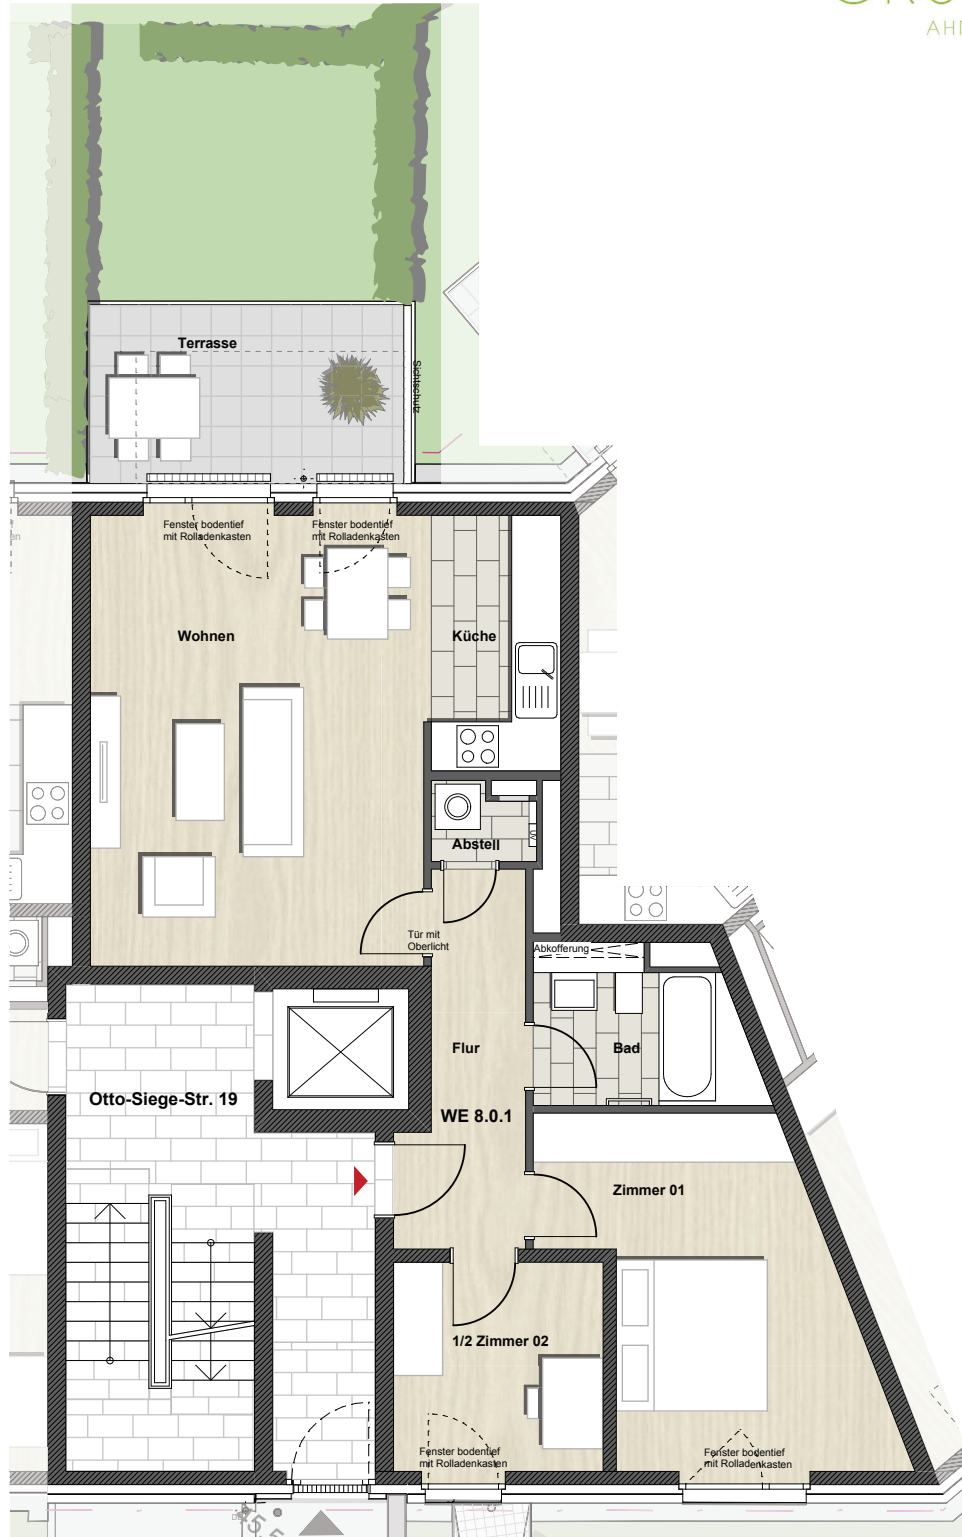 AHR
Terrasse
Sichtschutz
Fenster bodentief
mit Rolladenkasten
Fenster bodentief
mit Rolladenkasten
Wohnen
Küche
Abstell
UV
Tür mit
Oberlicht
Abkofferung
Flur
Bad
Otto-Siege-Str. 19
WE 8.0.1
Zimmer 01
1/2 Zimmer 02
Fenster bodentief
mit Rolladenkasten
Fenster bodentief
mit Rolladenkasten